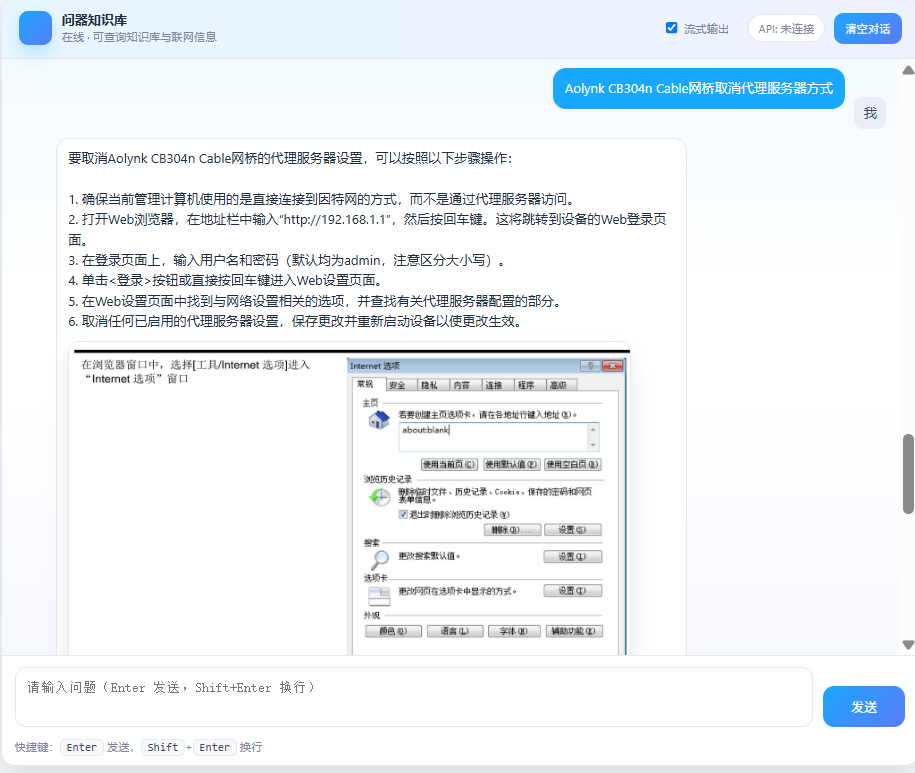 问器知识库
在线 · 可查询知识库与联网信息
流式输出
API: 未连接
清空对话
Aolynk CB304n Cable网桥取消代理服务器方式
我
要取消Aolynk CB304n Cable网桥的代理服务器设置，可以按照以下步骤操作：
1. 确保当前管理计算机使用的是直接连接到因特网的方式，而不是通过代理服务器访问。
2. 打开Web浏览器，在地址栏中输入“http://192.168.1.1”，然后按回车键。这将跳转到设备的Web登录页
面。
3. 在登录页面上，输入用户名和密码（默认均为admin，注意区分大小写）。
4. 单击<登录>按钮或直接按回车键进入Web设置页面。
5. 在Web设置页面中找到与网络设置相关的选项，并查找有关代理服务器配置的部分。
6. 取消任何已启用的代理服务器设置，保存更改并重新启动设备以使更改生效。
在浏览器窗口中，选择[工具/Internet 选项]进入
“Internet 选项”窗口
Internet 选项
常规 安全 隐私 内容 连接 程序 高级
主页
若要创建主页选项卡，请在各地址行键入地址(R)。
about:blank
使用当前页(C) 使用默认值(F) 使用空白页(B)
浏览历史记录
删除临时文件、历史记录、Cookie、保存的密码和网页
表单信息。
退出时删除浏览历史记录(W)
删除(D)... 设置(S)
搜索
更改搜索默认值。
设置(I)
选项卡
更改网页在选项卡中显示的方式。
设置(T)
外观
颜色(O) 语言(L) 字体(N) 辅助功能(E)
请输入问题（Enter 发送，Shift+Enter 换行）
发送
快捷键： Enter 发送， Shift + Enter 换行